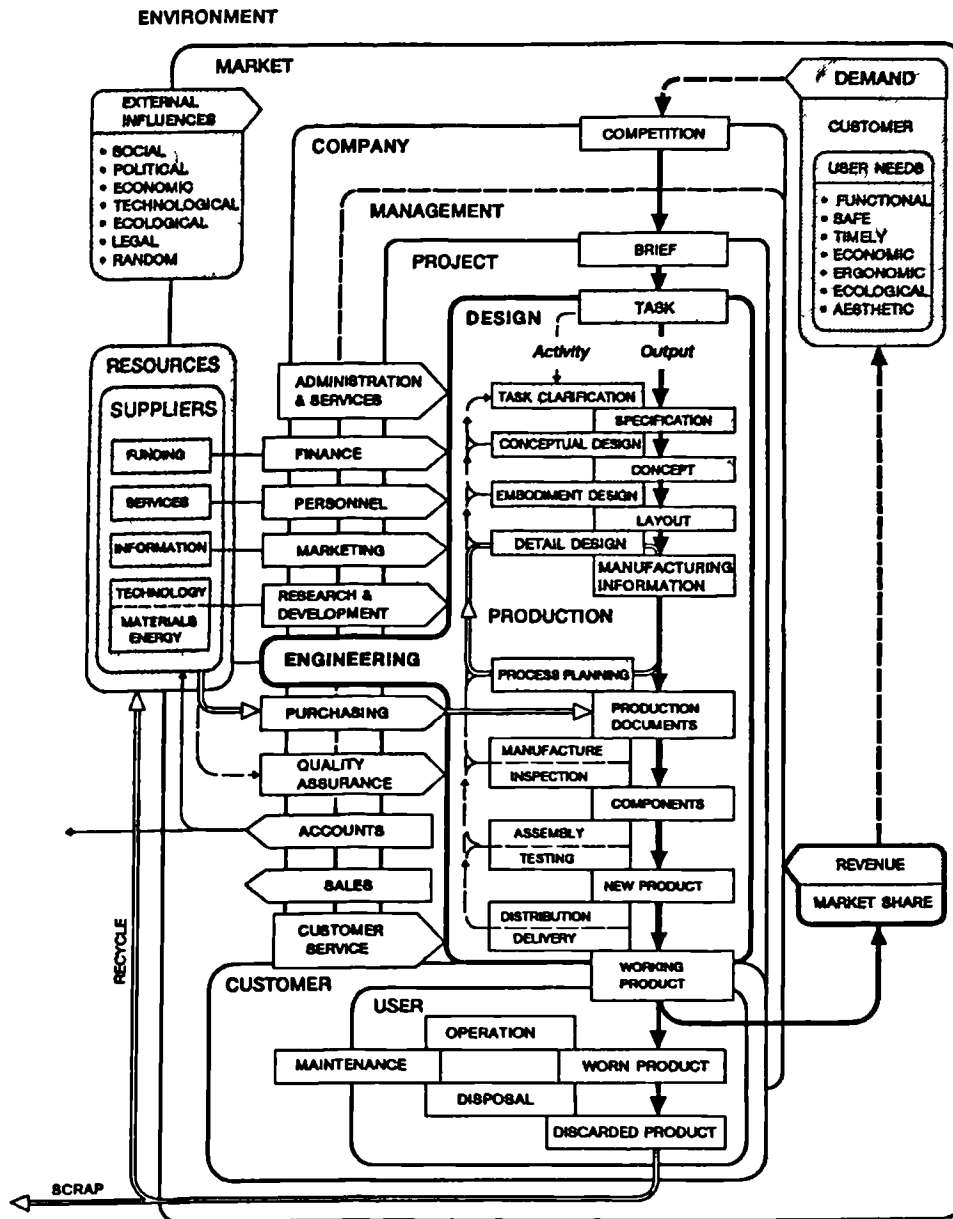 ENVIRONMENT
MARKET
EXTERNAL
INFLUENCES
• SOCIAL
• POLITICAL
• ECONOMIC
• TECHNOLOGICAL
• ECOLOGICAL
• LEGAL
• RANDOM
DEMAND
CUSTOMER
USER NEEDS
• FUNCTIONAL
• SAFE
• TIMELY
• ECONOMIC
• ERGONOMIC
• ECOLOGICAL
• AESTHETIC
COMPANY
COMPETITION
MANAGEMENT
PROJECT
BRIEF
DESIGN
TASK
Activity
Output
RESOURCES
SUPPLIERS
FUNDING
SERVICES
INFORMATION
TECHNOLOGY
MATERIALS
ENERGY
ADMINISTRATION
& SERVICES
FINANCE
PERSONNEL
MARKETING
RESEARCH &
DEVELOPMENT
ENGINEERING
PURCHASING
QUALITY
ASSURANCE
ACCOUNTS
SALES
CUSTOMER
SERVICE
TASK CLARIFICATION
SPECIFICATION
CONCEPTUAL DESIGN
CONCEPT
EMBODIMENT DESIGN
LAYOUT
DETAIL DESIGN
MANUFACTURING
INFORMATION
PRODUCTION
PROCESS PLANNING
PRODUCTION
DOCUMENTS
MANUFACTURE
INSPECTION
COMPONENTS
ASSEMBLY
TESTING
NEW PRODUCT
DISTRIBUTION
DELIVERY
WORKING
PRODUCT
REVENUE
MARKET SHARE
CUSTOMER
USER
OPERATION
MAINTENANCE
WORN PRODUCT
DISPOSAL
DISCARDED PRODUCT
RECYCLE
SCRAP